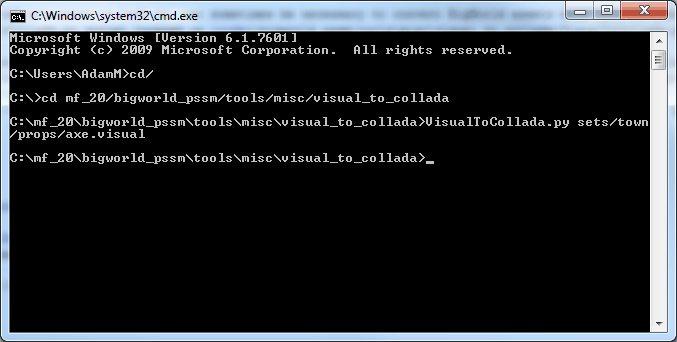 C:\Windows\system32\cmd.exe
Microsoft Windows [Version 6.1.7601]
Copyright (c) 2009 Microsoft Corporation.  All rights reserved.
C:\Users\AdamM>cd/
C:\>cd mf_20/bigworld_pssm/tools/misc/visual_to_collada
C:\mf_20\bigworld_pssm\tools\misc\visual_to_collada>VisualToCollada.py sets/town
/props/axe.visual
C:\mf_20\bigworld_pssm\tools\misc\visual_to_collada>_